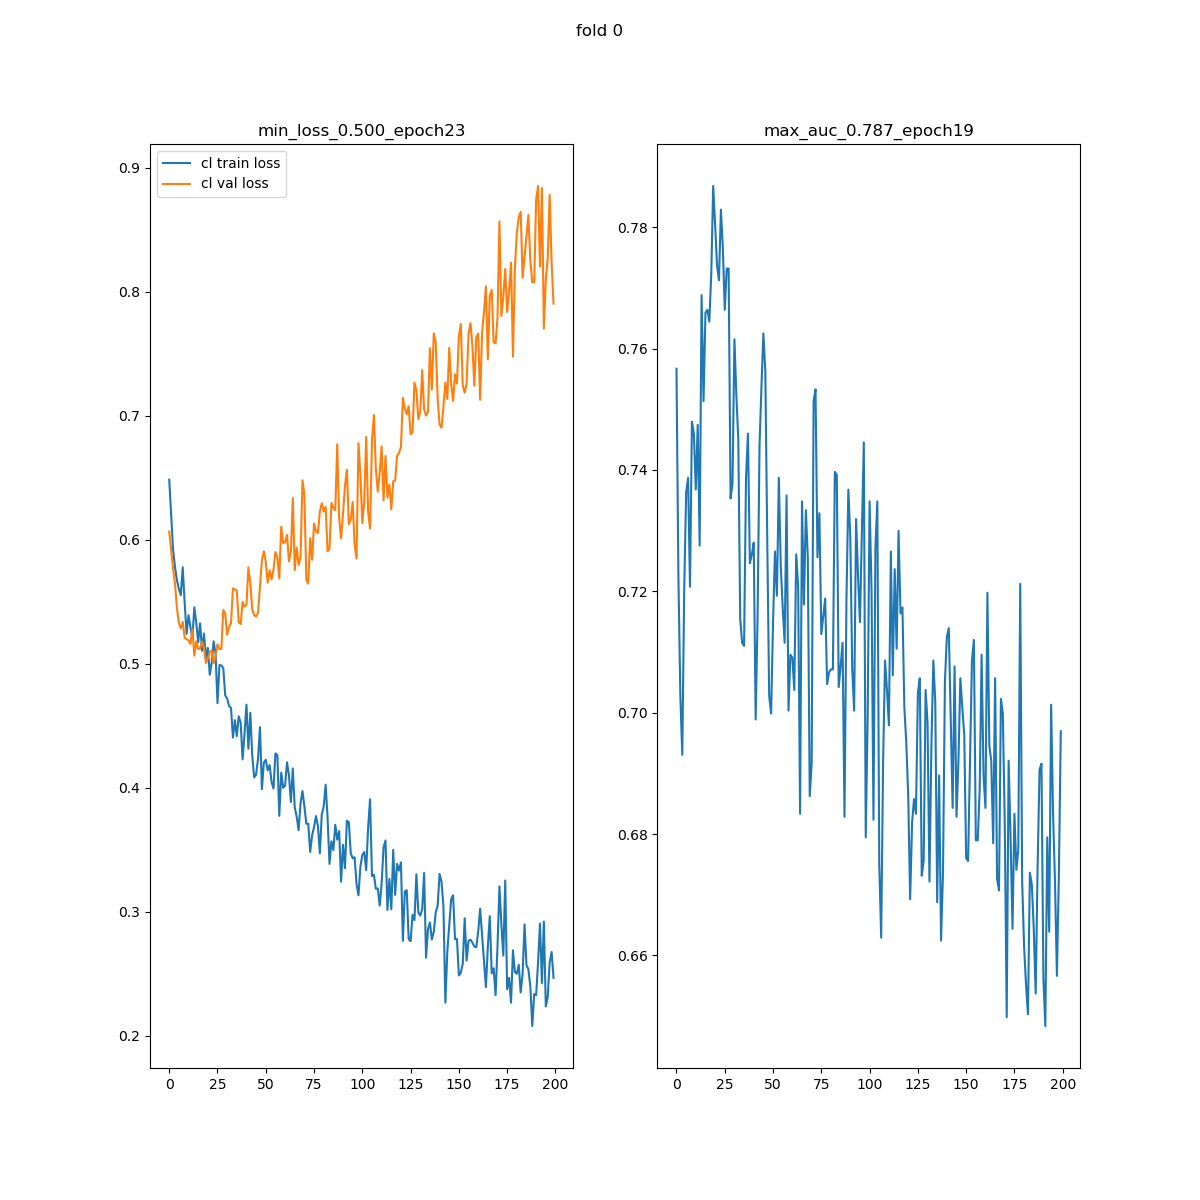 fold 0
min_loss_0.500_epoch23
cl train loss
cl val loss
0.9
0.8
0.7
0.6
0.5
0.4
0.3
0.2
0 25 50 75 100 125 150 175 200
max_auc_0.787_epoch19
0.78
0.76
0.74
0.72
0.70
0.68
0.66
0 25 50 75 100 125 150 175 200